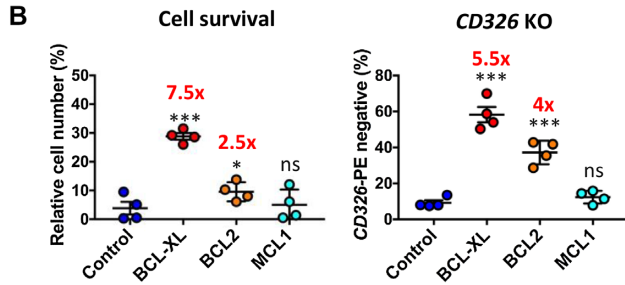 B
Cell survival
Relative cell number (%)
50
40
30
20
10
0
7.5x
***
2.5x
*
ns
Control
BCL-XL
BCL2
MCL1
CD326 KO
CD326-PE negative (%)
80
60
40
20
0
5.5x
***
4x
***
ns
Control
BCL-XL
BCL2
MCL1